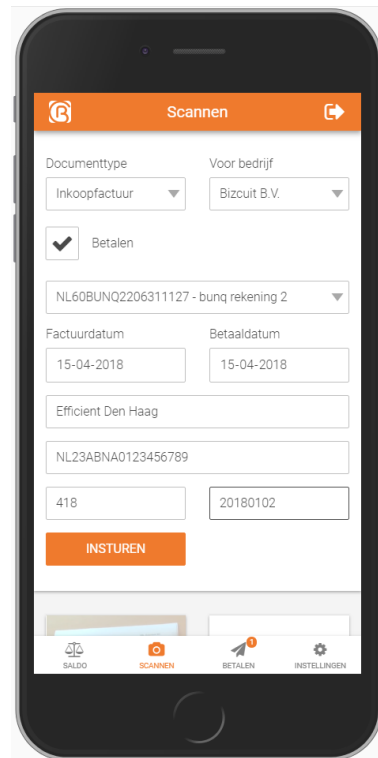 Scannen
Documenttype Voor bedrijf
Inkoopfactuur Bizcuit B.V.
Betalen
NL60BUNQ2206311127 - bunq rekening 2
Factuurdatum Betaaldatum
15-04-2018 15-04-2018
Efficient Den Haag
NL23ABNA0123456789
418 20180102
INSTUREN
1
SALDO SCANNEN BETALEN INSTELLINGEN